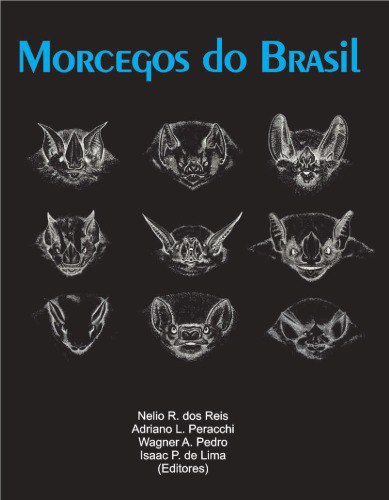 Morcegos do Brasil
Nelio R. dos Reis
Adriano L. Peracchi
Wagner A. Pedro
Isaac P. de Lima
(Editores)